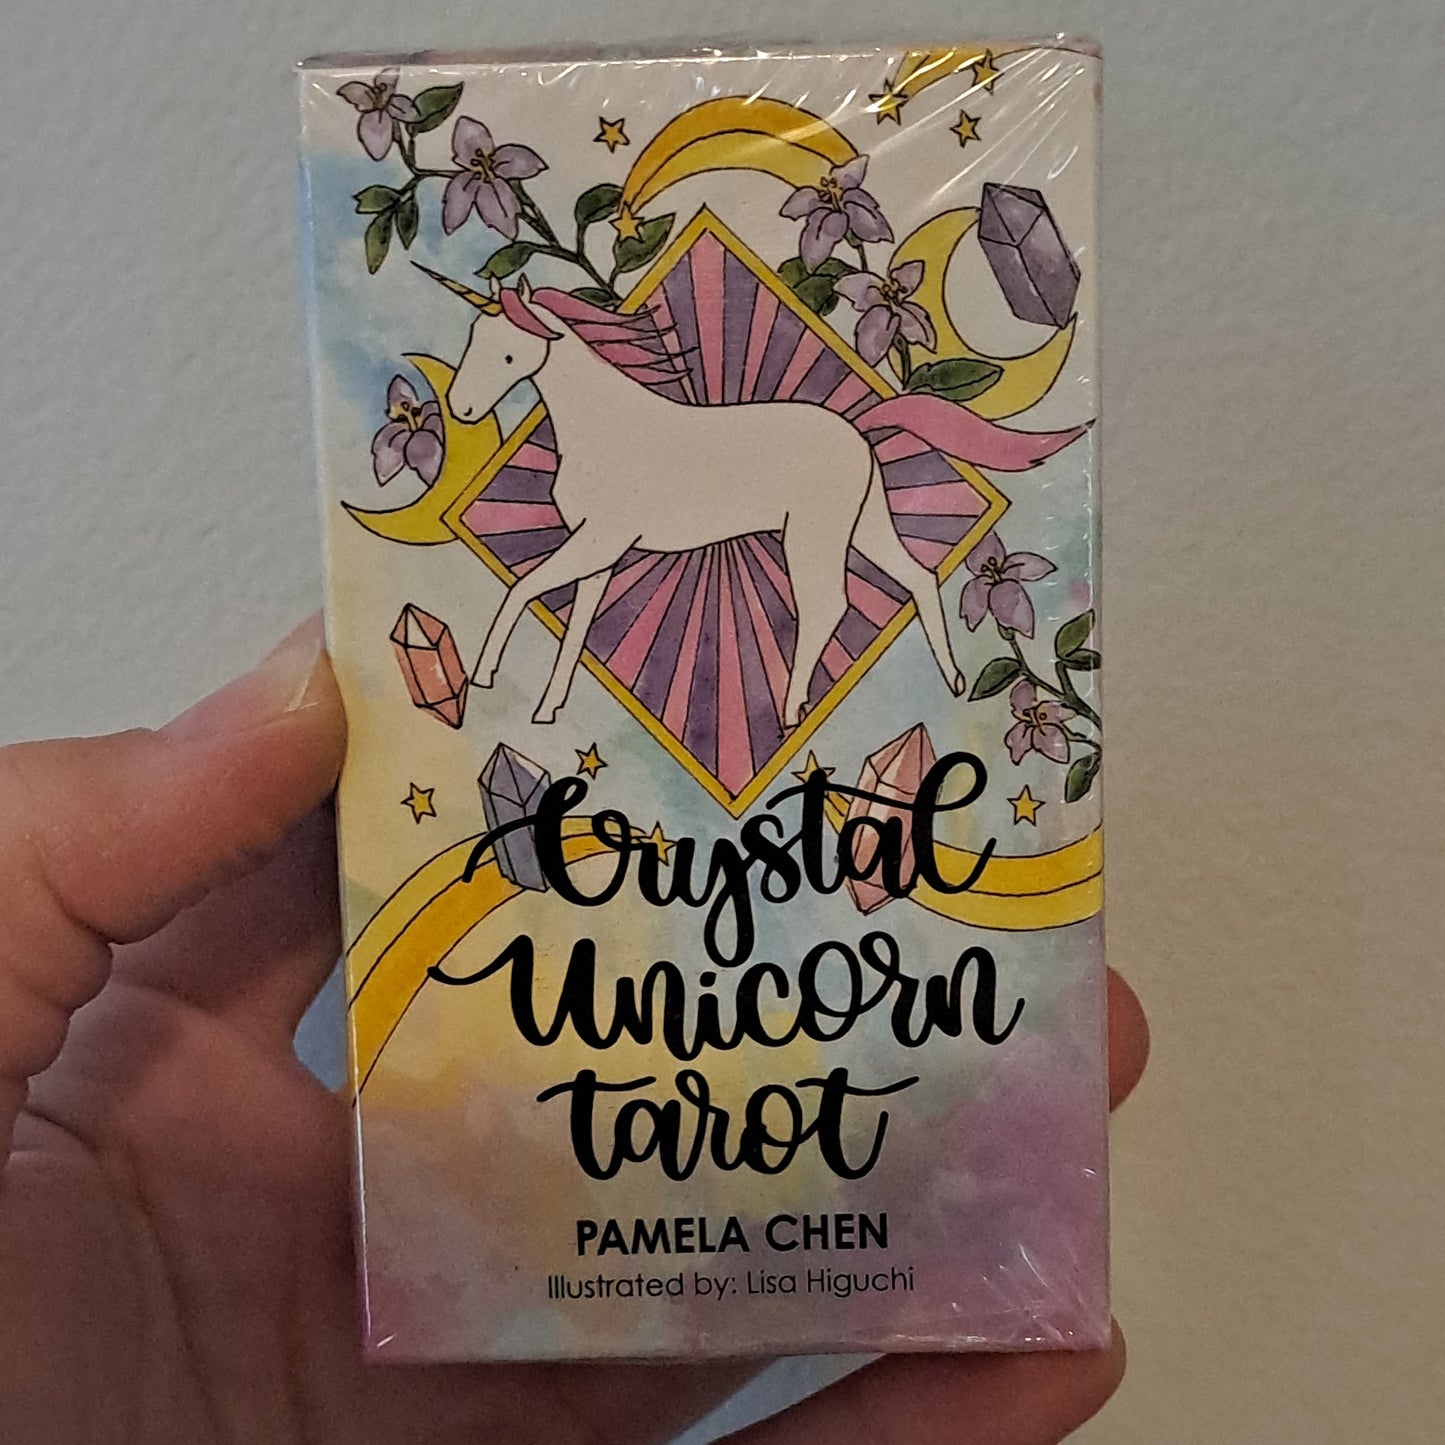 Crystal
Unicorn
tarot
PAMELA CHEN
Illustrated by: Lisa Higuchi